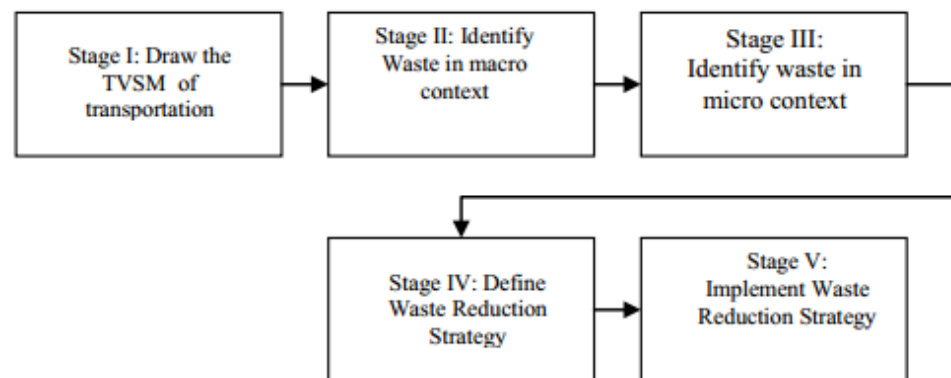 Stage I: Draw the
TVSM of
transportation
Stage II: Identify
Waste in macro
context
Stage III:
Identify waste in
micro context
Stage IV: Define
Waste Reduction
Strategy
Stage V:
Implement Waste
Reduction Strategy